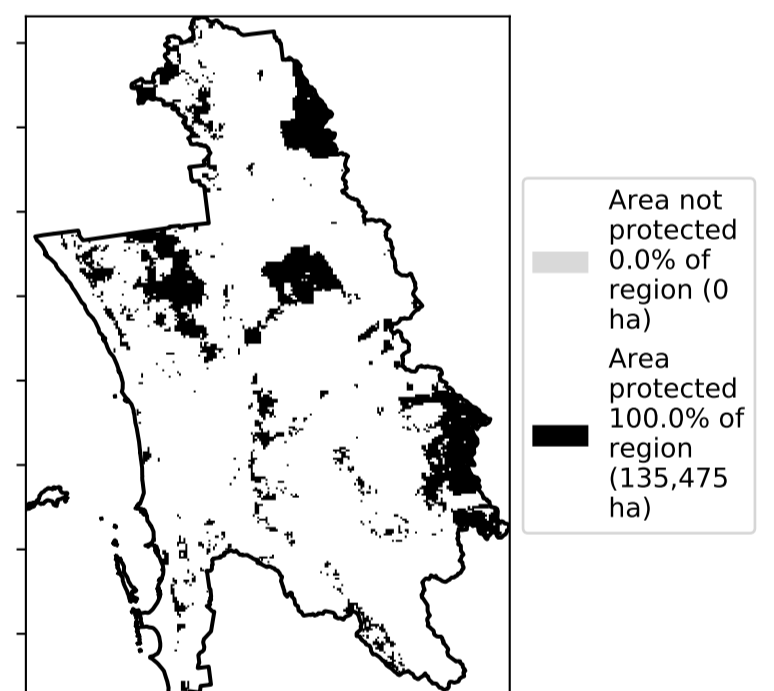 Area not
protected
0.0% of
region (0
ha)
Area
protected
100.0% of
region
(135,475
ha)